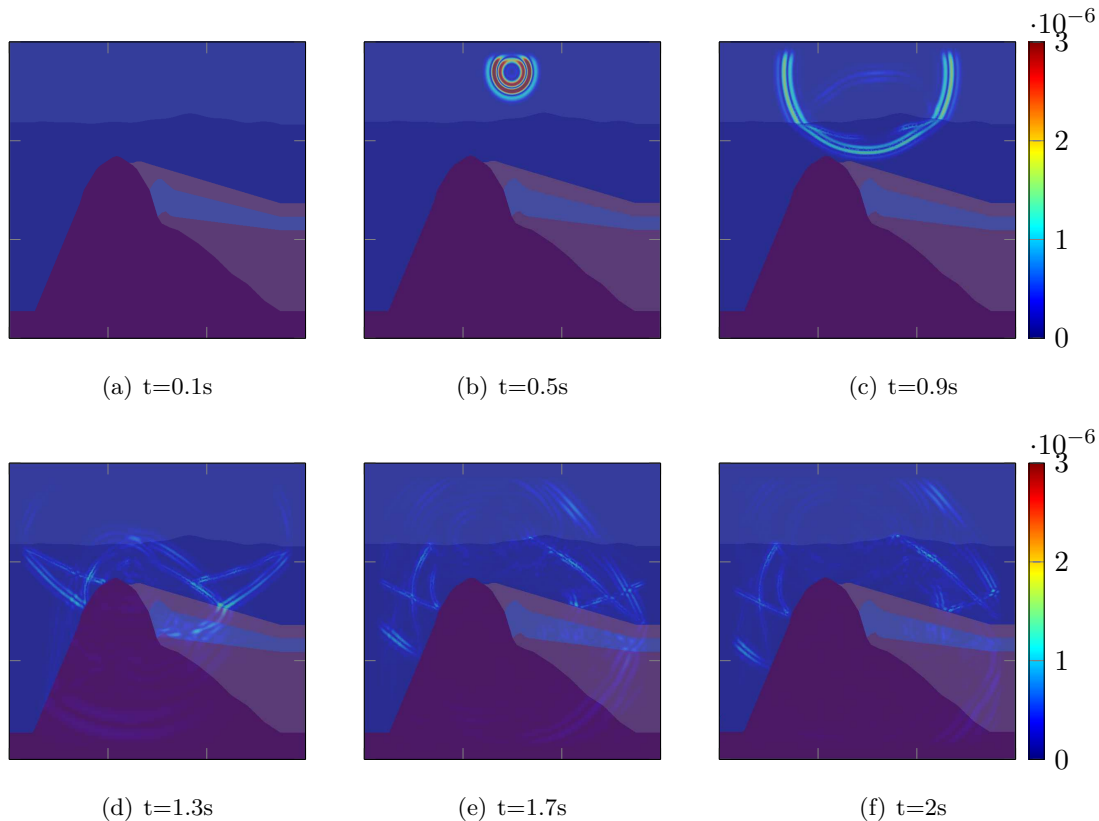 ·10−6
3
2
1
0
(a) t=0.1s
(b) t=0.5s
(c) t=0.9s
·10−6
3
2
1
0
(d) t=1.3s
(e) t=1.7s
(f) t=2s